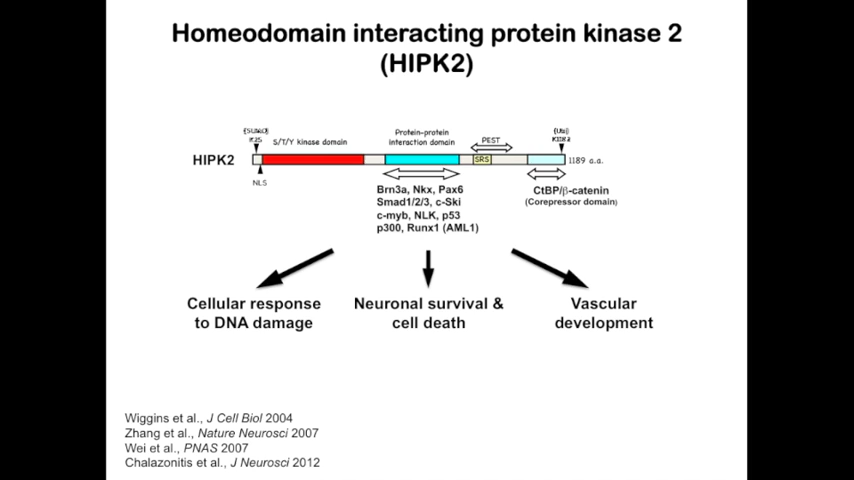 Homeodomain interacting protein kinase 2
(HIPK2)
K25
S/T/Y kinase domain
Protein-protein
interaction domain
PEST
HIPK2
SRS
1189 a.a.
NLS
Brn3a, Nkx, Pax6
Smad1/2/3, c-Ski
c-myb, NLK, p53
p300, Runx1 (AML1)
CtBP/β-catenin
(Corepressor domain)
Cellular response
to DNA damage
Neuronal survival &
cell death
Vascular
development
Wiggins et al., J Cell Biol 2004
Zhang et al., Nature Neurosci 2007
Wei et al., PNAS 2007
Chalazonitis et al., J Neurosci 2012